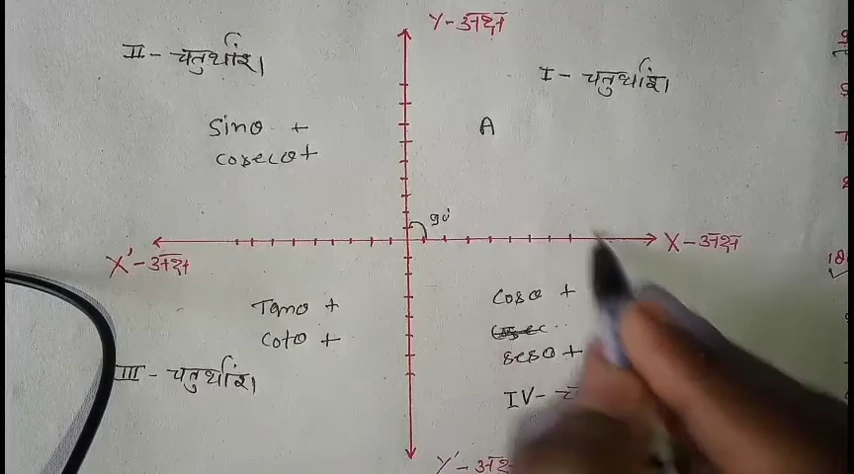 Y-अक्ष
II - चतुर्थांश
I - चतुर्थांश
sinθ +
cosecθ +
A
90°
X-अक्ष
X'-अक्ष
Tanθ +
Cotθ +
III - चतुर्थांश
cosθ +
secθ +
IV-
Y'-अक्ष